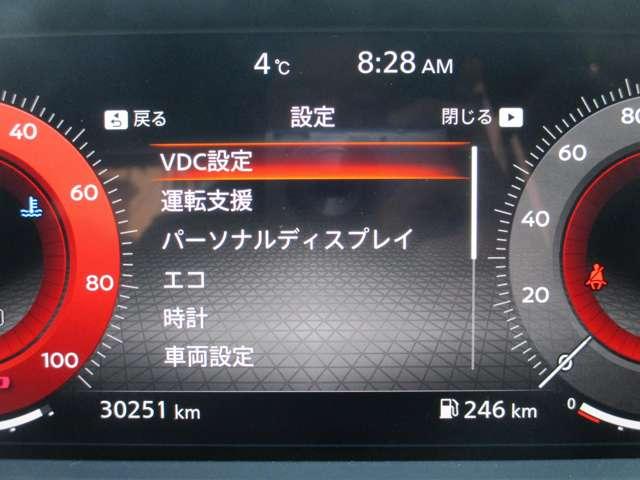 4℃ 8:28 AM
戻る 設定 閉じる
VDC設定
運転支援
パーソナルディスプレイ
エコ
時計
車両設定
40
60
80
100
80
60
40
20
0
30251 km
246 km
0